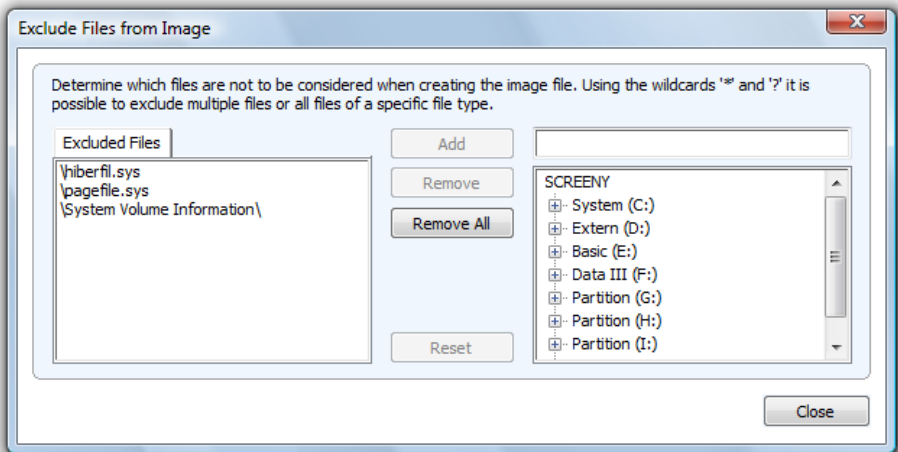 Exclude Files from Image
Determine which files are not to be considered when creating the image file. Using the wildcards '*' and '?' it is
possible to exclude multiple files or all files of a specific file type.
Excluded Files
\hiberfil.sys
\pagefile.sys
\System Volume Information\
Add
Remove
Remove All
Reset
SCREENY
System (C:)
Extern (D:)
Basic (E:)
Data III (F:)
Partition (G:)
Partition (H:)
Partition (I:)
Close